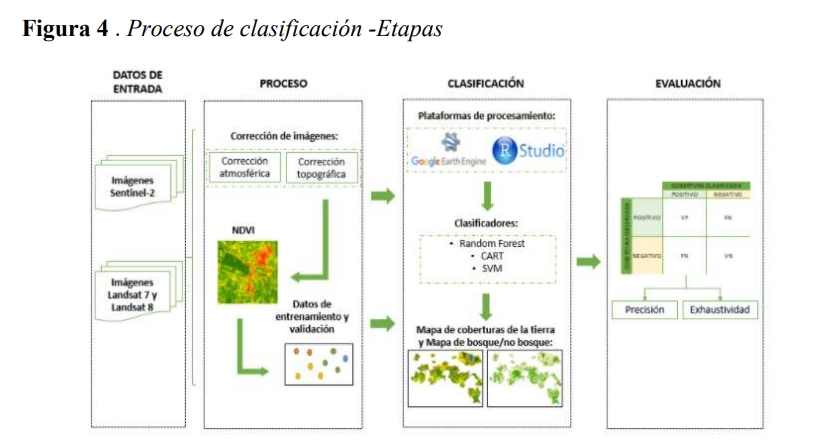 Figura 4 . Proceso de clasificación -Etapas
DATOS DE
ENTRADA
Imágenes
Sentinel-2
Imágenes
Landsat 7 y
Landsat 8
PROCESO
Corrección de imágenes:
Corrección
atmosférica
Corrección
topográfica
NDVI
Datos de
entrenamiento y
validación
CLASIFICACIÓN
Plataformas de procesamiento:
Google Earth Engine
R Studio
Clasificadores:
• Random Forest
• CART
• SVM
Mapa de coberturas de la tierra
y Mapa de bosque/no bosque:
EVALUACIÓN
COBERTURA CLASIFICADO
POSITIVO NEGATIVO
POSITIVO VP FN
NEGATIVO FN VN
Precisión
Exhaustividad